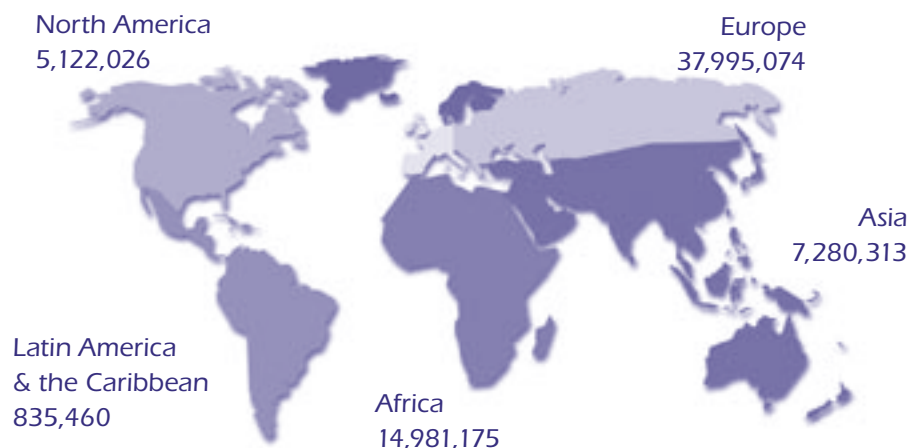 North America
5,122,026
Europe
37,995,074
Asia
7,280,313
Latin America
& the Caribbean
835,460
Africa
14,981,175